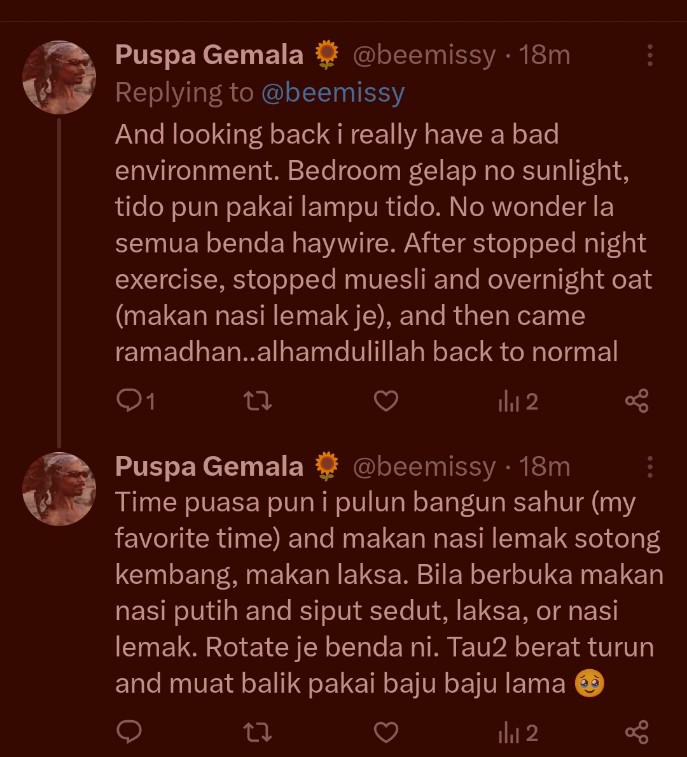 Puspa Gemala 🌻 @beemissy · 18m
Replying to @beemissy
And looking back i really have a bad
environment. Bedroom gelap no sunlight,
tido pun pakai lampu tido. No wonder la
semua benda haywire. After stopped night
exercise, stopped muesli and overnight oat
(makan nasi lemak je), and then came
ramadhan..alhamdulillah back to normal
1 2
Puspa Gemala 🌻 @beemissy · 18m
Time puasa pun i pulun bangun sahur (my
favorite time) and makan nasi lemak sotong
kembang, makan laksa. Bila berbuka makan
nasi putih and siput sedut, laksa, or nasi
lemak. Rotate je benda ni. Tau2 berat turun
and muat balik pakai baju baju lama 🥹
2